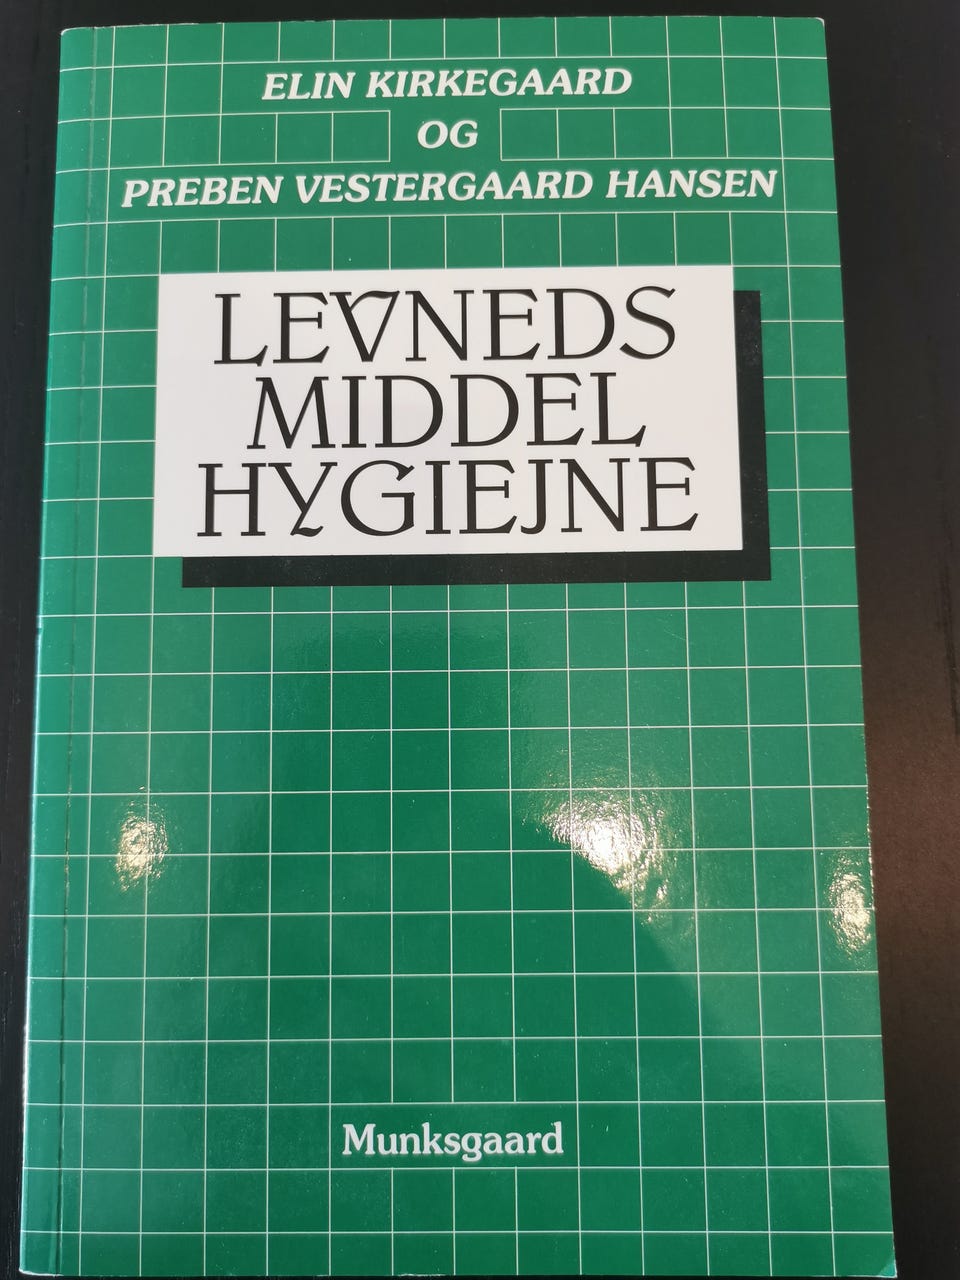 ELIN KIRKEGAARD
OG
PREBEN VESTERGAARD HANSEN
LEVNEDS
MIDDEL
HYGIEJNE
Munksgaard